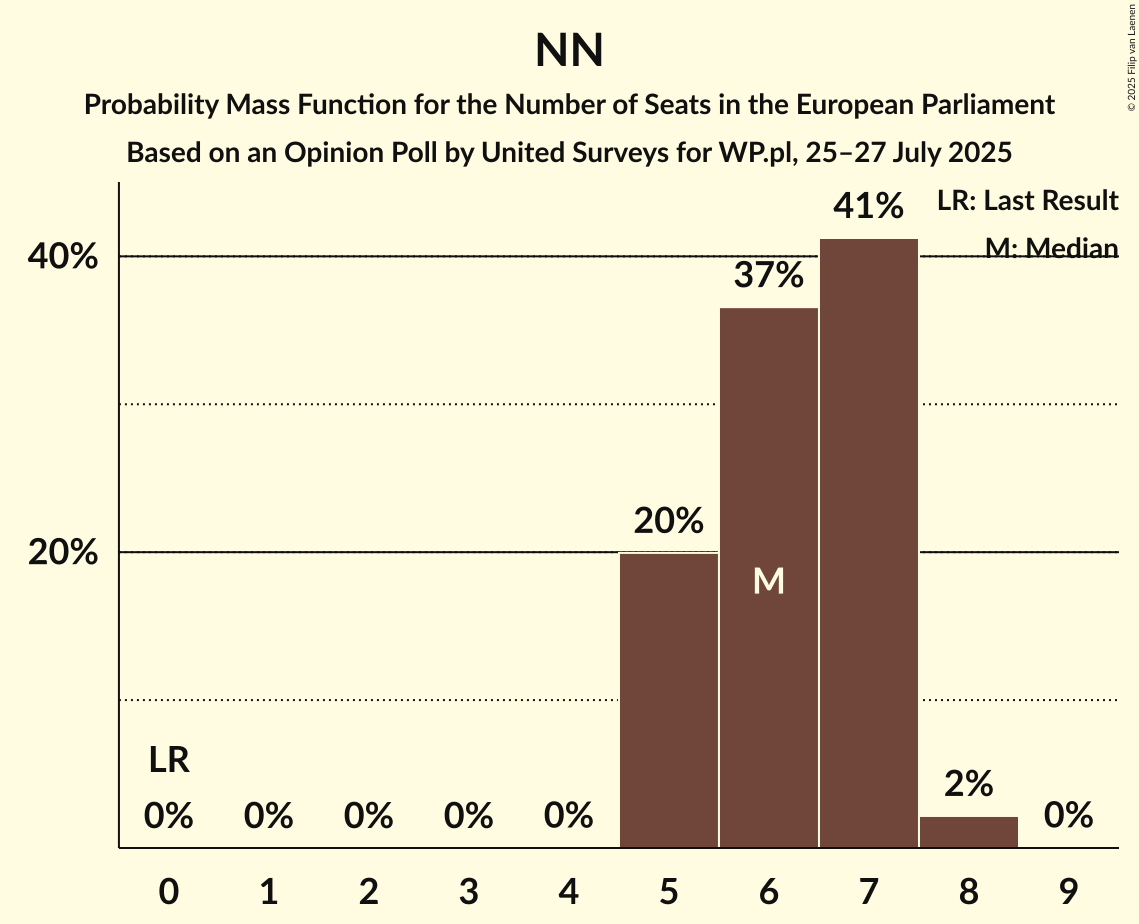 NN
Probability Mass Function for the Number of Seats in the European Parliament
Based on an Opinion Poll by United Surveys for WP.pl, 25–27 July 2025
© 2025 Filip van Laenen
LR: Last Result
M: Median
40%
20%
LR
0%
0%
0%
0%
0%
20%
37%
41%
2%
0%
M
0 1 2 3 4 5 6 7 8 9